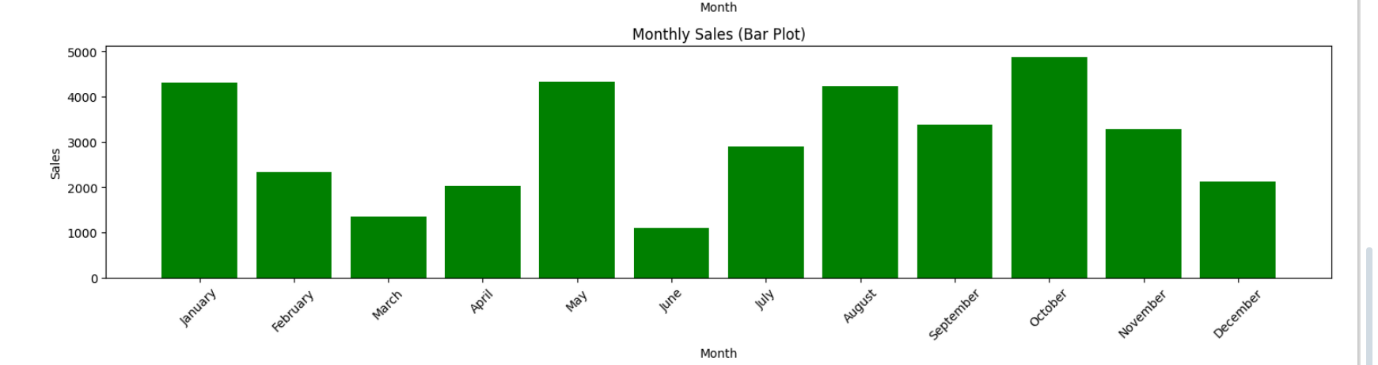 Month
Monthly Sales (Bar Plot)
5000
4000
3000
2000
1000
0
Sales
January
February
March
April
May
June
July
August
September
October
November
December
Month